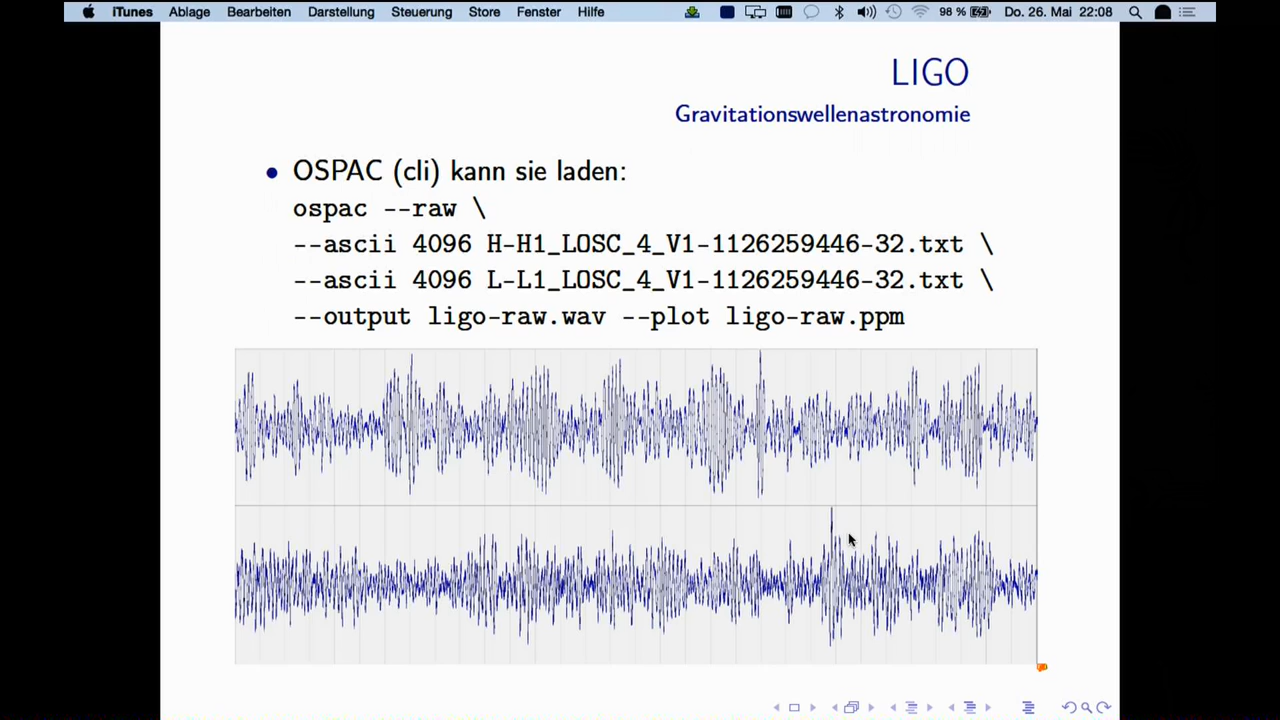 iTunes Ablage Bearbeiten Darstellung Steuerung Store Fenster Hilfe 98 % Do. 26. Mai 22:08
LIGO
Gravitationswellenastronomie
• OSPAC (cli) kann sie laden:
ospac --raw \
--ascii 4096 H-H1_LOSC_4_V1-1126259446-32.txt \
--ascii 4096 L-L1_LOSC_4_V1-1126259446-32.txt \
--output ligo-raw.wav --plot ligo-raw.ppm